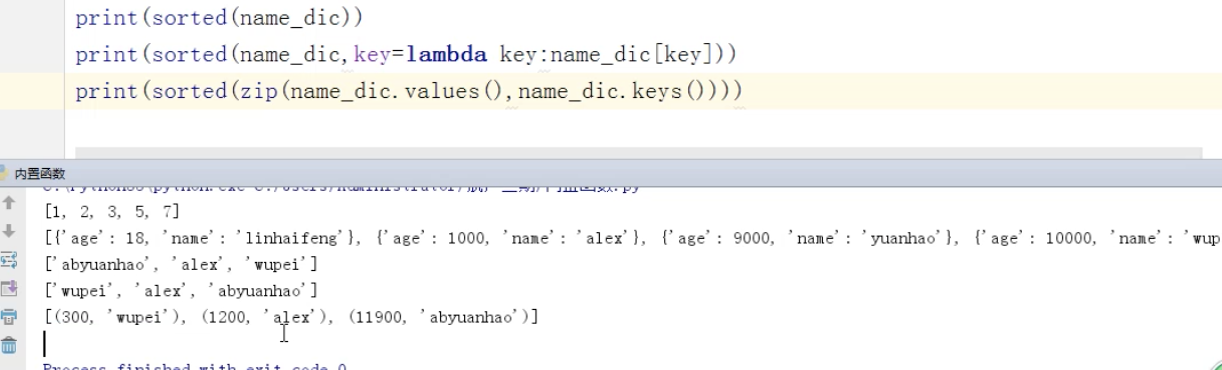 print(sorted(name_dic))
print(sorted(name_dic,key=lambda key:name_dic[key]))
print(sorted(zip(name_dic.values(),name_dic.keys())))
内置函数
[1, 2, 3, 5, 7]
[{'age': 18, 'name': 'linhaifeng'}, {'age': 1000, 'name': 'alex'}, {'age': 9000, 'name': 'yuanhao'}, {'age': 10000, 'name': 'wup
['abyuanhao', 'alex', 'wupei']
['wupei', 'alex', 'abyuanhao']
[(300, 'wupei'), (1200, 'alex'), (11900, 'abyuanhao')]
Process finished with exit code 0